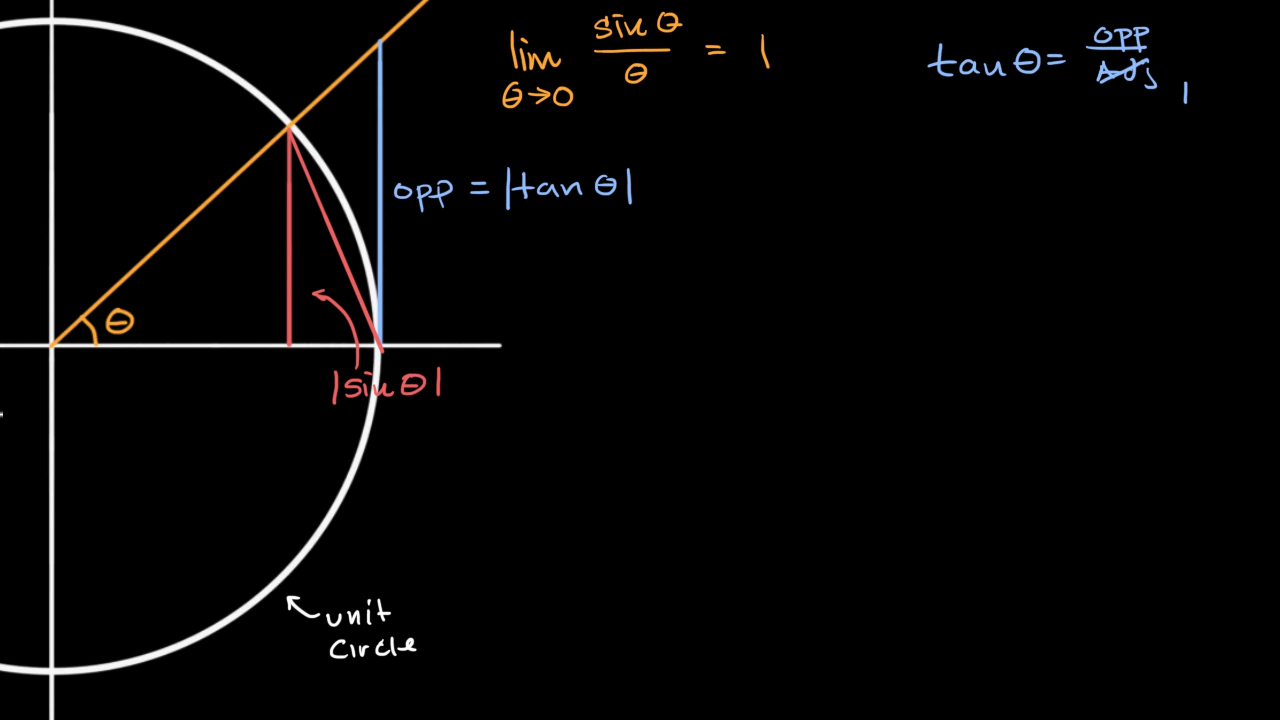 lim θ→0 sin θ / θ = 1
tan θ = opp / Adj 1
opp = |tan θ|
θ
|sin θ|
unit
circle